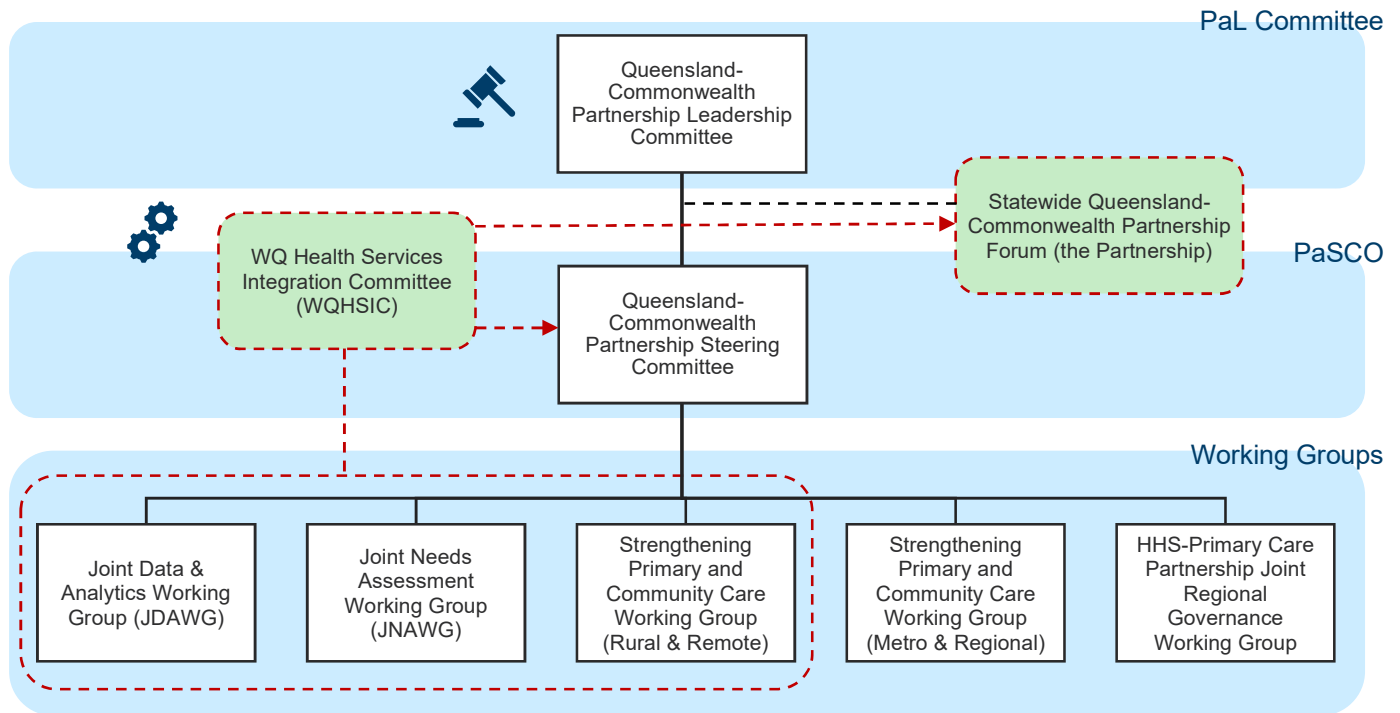 PaL Committee
Queensland-
Commonwealth
Partnership Leadership
Committee
Statewide Queensland-
Commonwealth Partnership
Forum (the Partnership)
WQ Health Services
Integration Committee
(WQHSIC)
PaSCO
Queensland-
Commonwealth
Partnership Steering
Committee
Working Groups
Joint Data &
Analytics Working
Group (JDAWG)
Joint Needs
Assessment
Working Group
(JNAWG)
Strengthening
Primary and
Community Care
Working Group
(Rural & Remote)
Strengthening
Primary and
Community Care
Working Group
(Metro & Regional)
HHS-Primary Care
Partnership Joint
Regional
Governance
Working Group